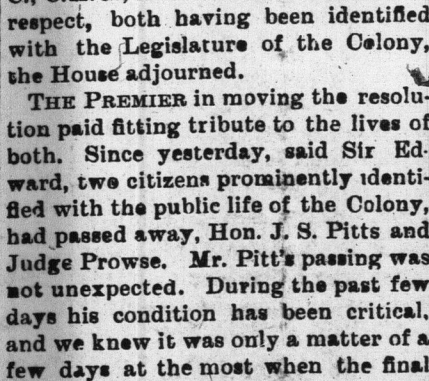 respect, both having been identified
with the Legislature of the Colony,
the House adjourned.
THE PREMIER in moving the resolu-
tion paid fitting tribute to the lives of
both. Since yesterday, said Sir Ed-
ward, two citizens prominently identi-
fied with the public life of the Colony,
had passed away, Hon. J. S. Pitts and
Judge Prowse. Mr. Pitt's passing was
not unexpected. During the past few
days his condition has been critical,
and we knew it was only a matter of a
few days at the most when the final